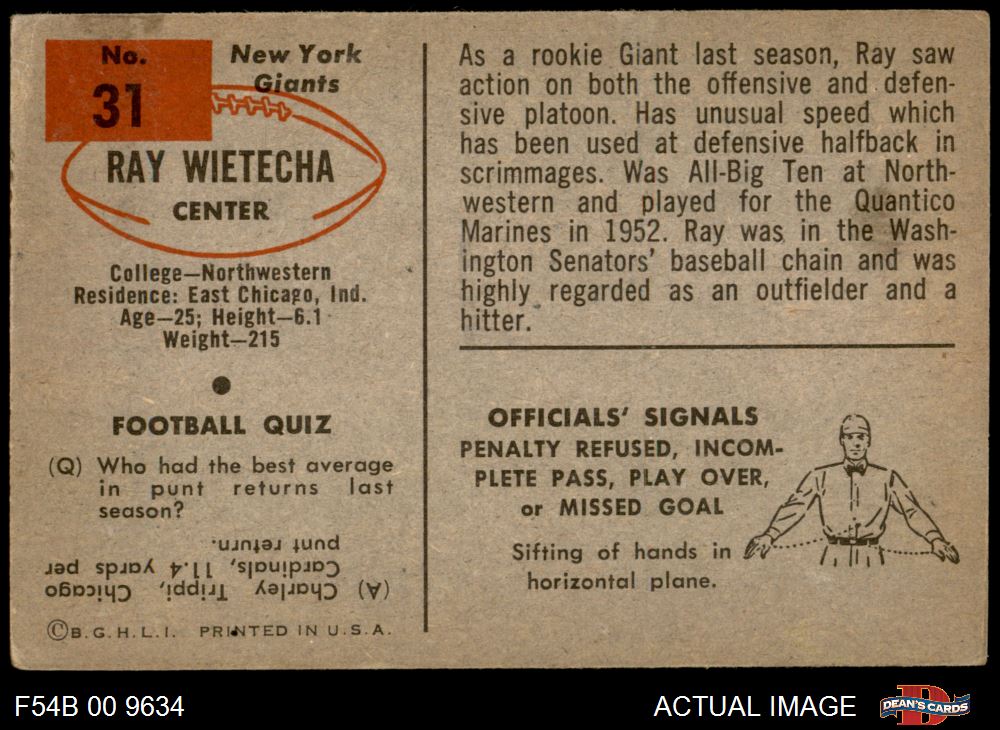 No.
31
New York
Giants
RAY WIETECHA
CENTER
College—Northwestern
Residence: East Chicago, Ind.
Age—25; Height—6.1
Weight—215
FOOTBALL QUIZ
(Q) Who had the best average
in punt returns last
season?
(A) Charley Trippi, Chicago
Cardinals, 11.4 yards per
punt return.
©B.G.H.L.I. PRINTED IN U.S.A.
As a rookie Giant last season, Ray saw
action on both the offensive and defen-
sive platoon. Has unusual speed which
has been used at defensive halfback in
scrimmages. Was All-Big Ten at North-
western and played for the Quantico
Marines in 1952. Ray was in the Wash-
ington Senators' baseball chain and was
highly regarded as an outfielder and a
hitter.
OFFICIALS' SIGNALS
PENALTY REFUSED, INCOM-
PLETE PASS, PLAY OVER,
or MISSED GOAL
Sifting of hands in
horizontal plane.
F54B 00 9634
ACTUAL IMAGE
D
DEAN'S CARDS